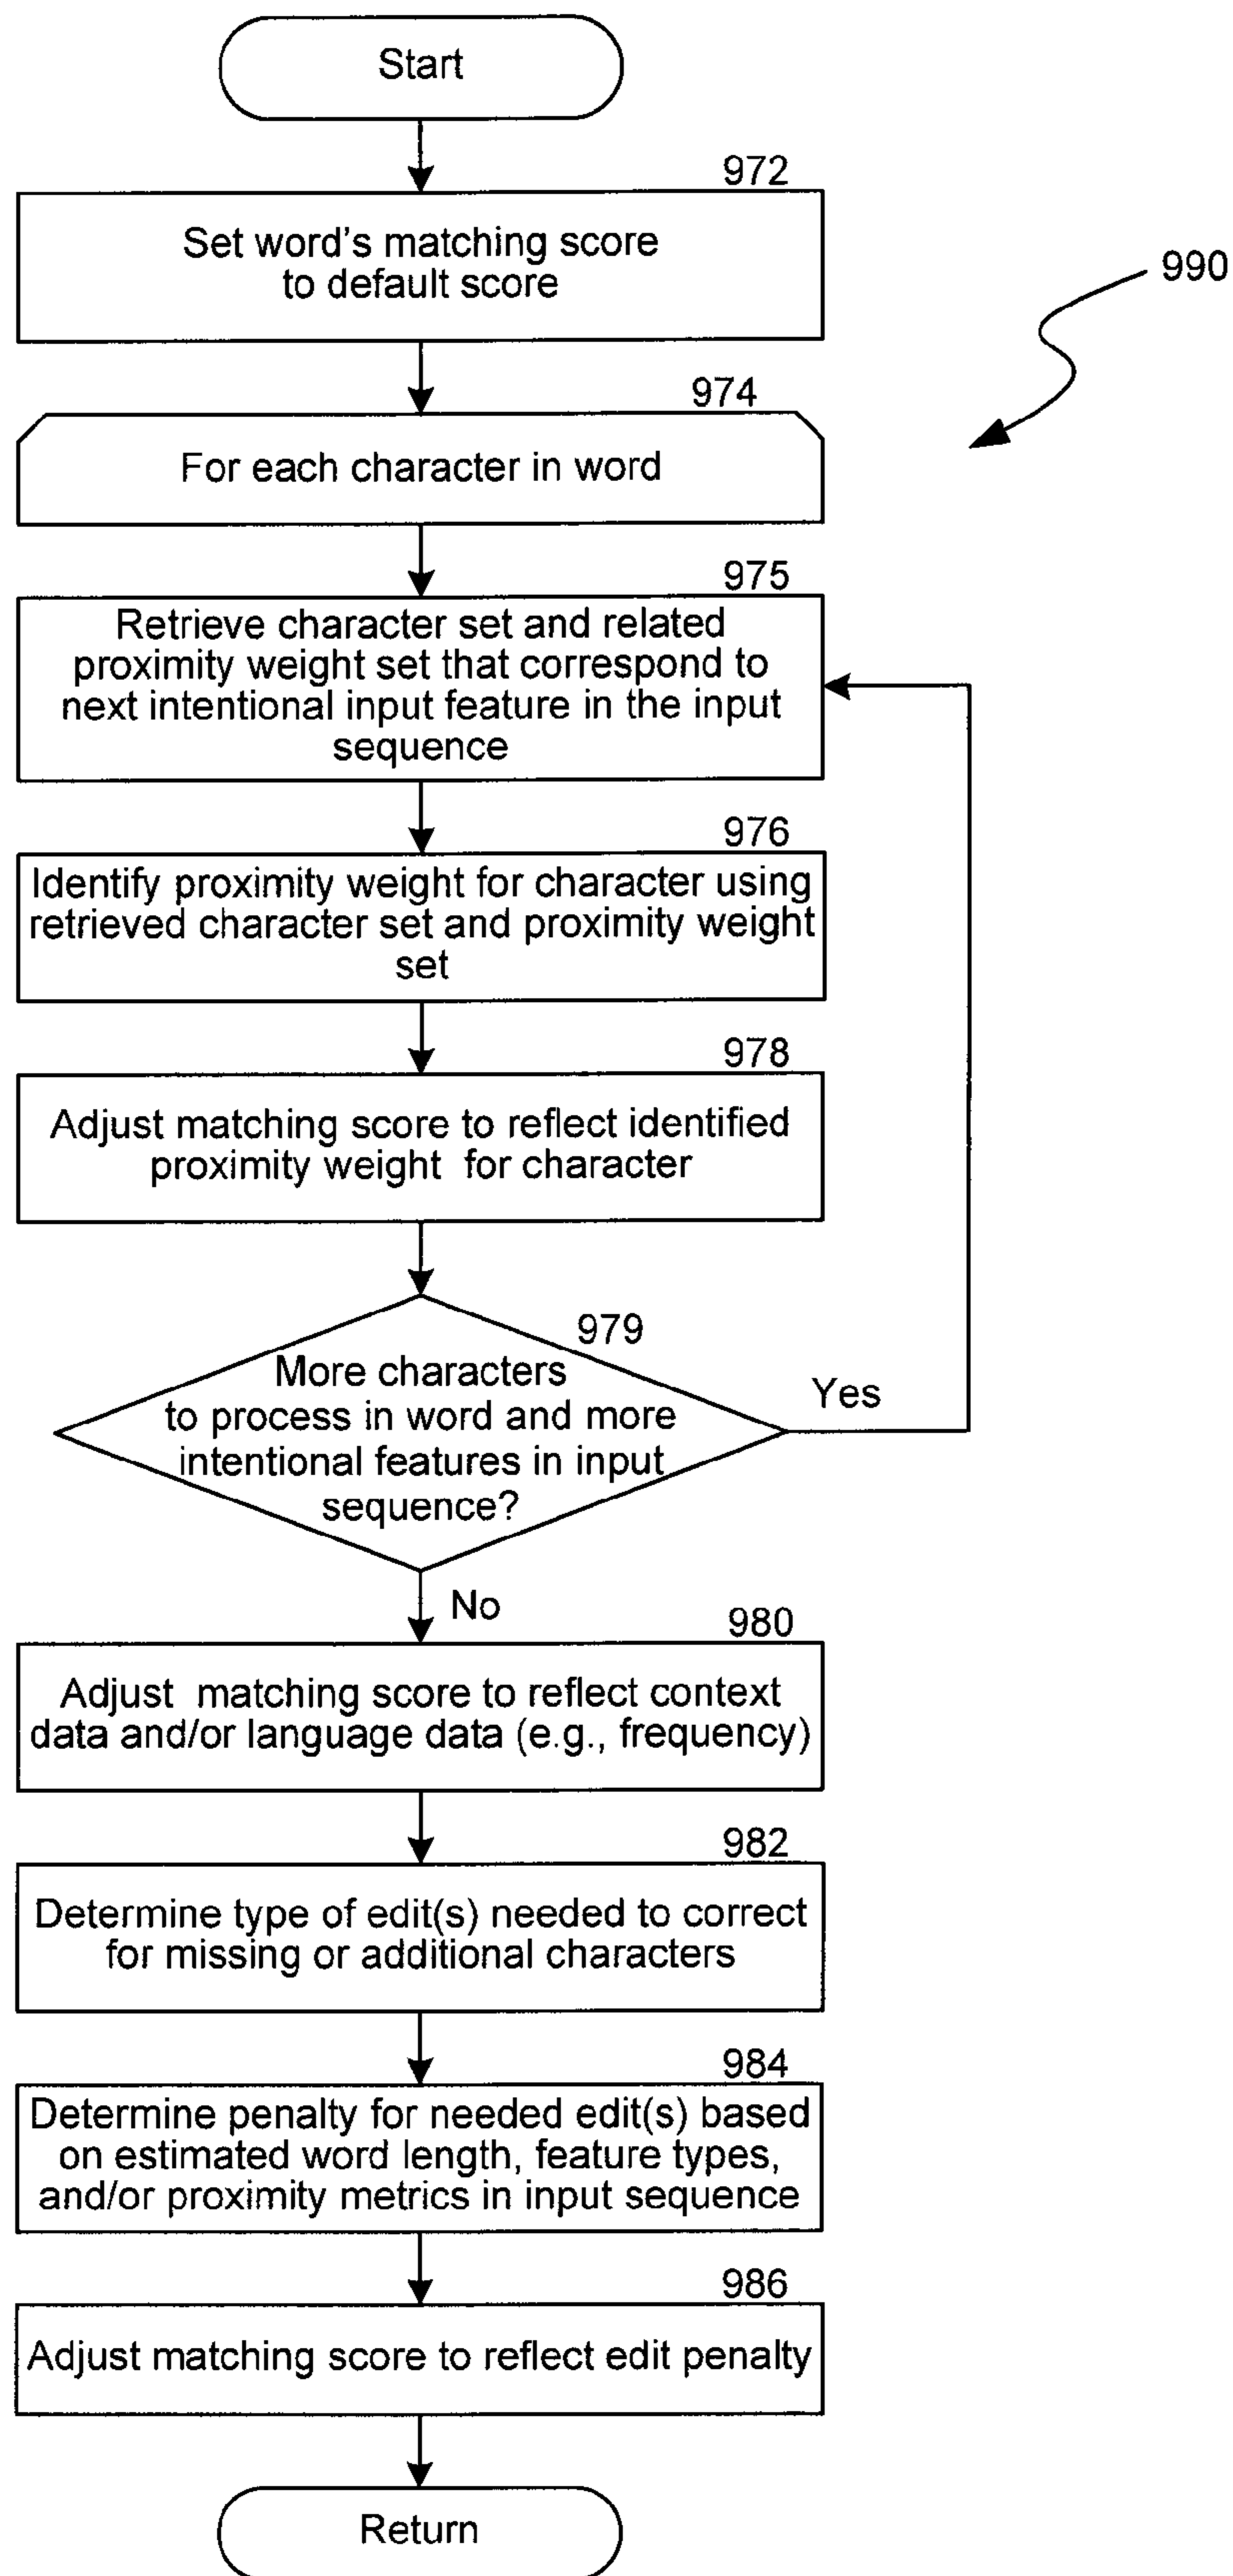 Start
972
Set word's matching score
to default score
990
974
For each character in word
975
Retrieve character set and related
proximity weight set that correspond to
next intentional input feature in the input
sequence
976
Identify proximity weight for character using
retrieved character set and proximity weight
set
978
Adjust matching score to reflect identified
proximity weight for character
979
More characters
to process in word and more
intentional features in input
sequence?
Yes
No
980
Adjust matching score to reflect context
data and/or language data (e.g., frequency)
982
Determine type of edit(s) needed to correct
for missing or additional characters
984
Determine penalty for needed edit(s) based
on estimated word length, feature types,
and/or proximity metrics in input sequence
986
Adjust matching score to reflect edit penalty
Return